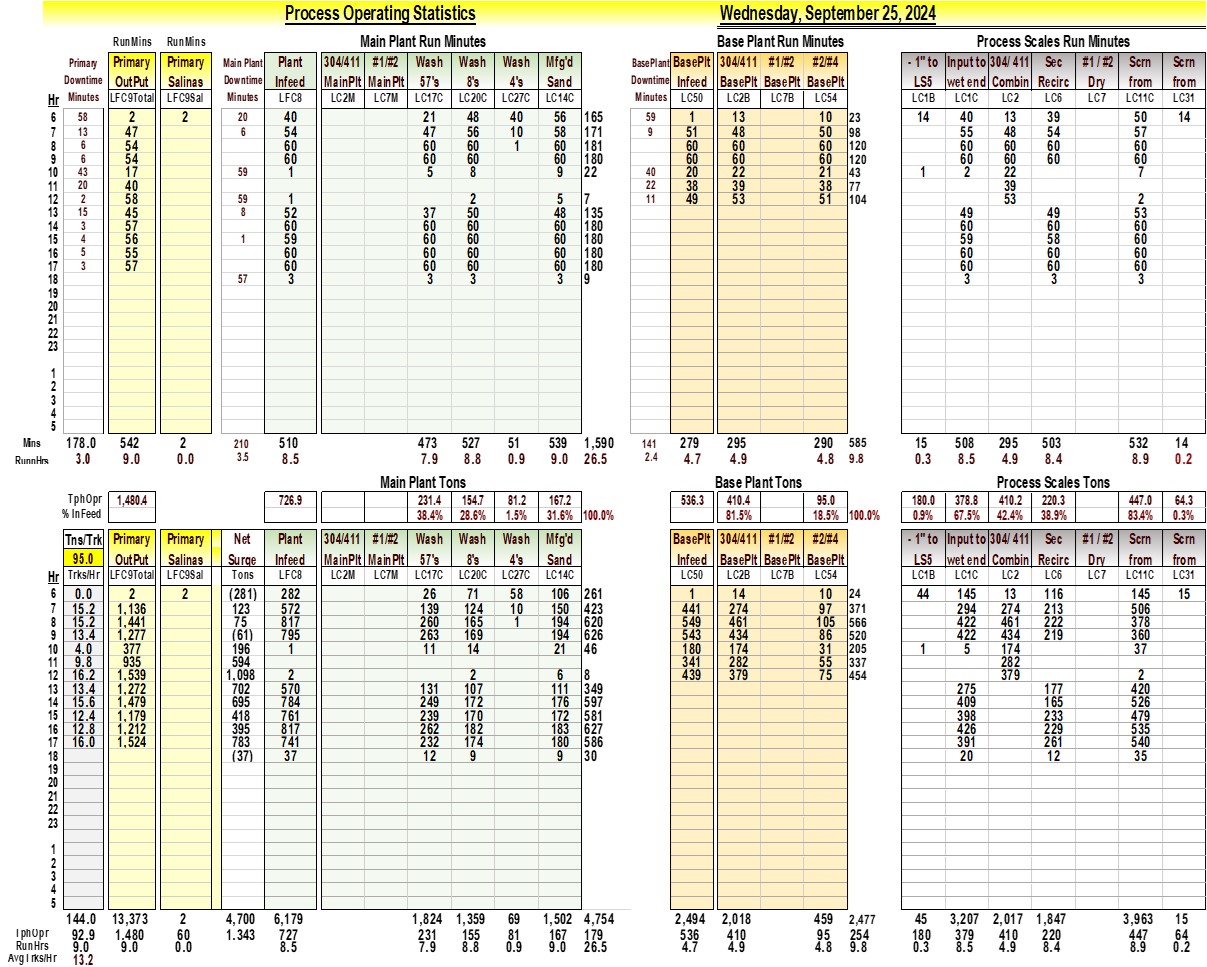 Process Operating Statistics Wednesday, September 25, 2024
RunMins RunMins Main Plant Run Minutes Base Plant Run Minutes Process Scales Run Minutes
Primary Primary Primary Main Plant Plant 304/411 #1/#2 Wash Wash Wash Mfg'd BasePlant BasePlt 304/411 #1/#2 #2/#4 - 1" to Input to 304/ 411 Sec #1 / #2 Scrn Scrn
Downtime OutPut Salinas Downtime Infeed MainPlt MainPlt 57's 8's 4's Sand Downtime Infeed BasePlt BasePlt BasePlt LS5 wet end Combin Recirc Dry from from
Hr Minutes LFC9Total LFC9Sal Minutes LFC8 LC2M LC7M LC17C LC20C LC27C LC14C Minutes LC50 LC2B LC7B LC54 LC1B LC1C LC2 LC6 LC7 LC11C LC31
6 58 2 2 20 40 21 48 40 56 165 59 1 13 10 23 14 40 13 39 50 14
7 13 47 6 54 47 56 10 58 171 9 51 48 50 98 55 48 54 57
8 6 54 60 60 60 1 60 181 60 60 60 120 60 60 60 60
9 6 54 60 60 60 60 180 60 60 60 120 60 60 60 60
10 43 17 59 1 5 8 9 22 40 20 22 21 43 1 2 22 7
11 20 40 22 38 39 38 77 39
12 2 58 59 1 2 5 7 11 49 53 51 104 53 2
13 15 45 8 52 37 50 48 135 49 49 53
14 3 57 60 60 60 60 180 60 60 60
15 4 56 1 59 60 60 60 180 59 58 60
16 5 55 60 60 60 60 180 60 60 60
17 3 57 60 60 60 60 180 60 60 60
18 57 3 3 3 3 9 3 3 3
19
20
21
22
23
1
2
3
4
5
Mins 178.0 542 2 210 510 473 527 51 539 1,590 141 279 295 290 585 15 508 295 503 532 14
RunnHrs 3.0 9.0 0.0 3.5 8.5 7.9 8.8 0.9 9.0 26.5 2.4 4.7 4.9 4.8 9.8 0.3 8.5 4.9 8.4 8.9 0.2
Main Plant Tons Base Plant Tons Process Scales Tons
TphOpr 1,480.4 726.9 231.4 154.7 81.2 167.2 536.3 410.4 95.0 180.0 378.8 410.2 220.3 447.0 64.3
% InFeed 38.4% 28.6% 1.5% 31.6% 100.0% 81.5% 18.5% 100.0% 0.9% 67.5% 42.4% 38.9% 83.4% 0.3%
Tns/Trk Primary Primary Net Plant 304/411 #1/#2 Wash Wash Wash Mfg'd BasePlt 304/411 #1/#2 #2/#4 - 1" to Input to 304/ 411 Sec #1 / #2 Scrn Scrn
95.0 OutPut Salinas Surge Infeed MainPlt MainPlt 57's 8's 4's Sand Infeed BasePlt BasePlt BasePlt LS5 wet end Combin Recirc Dry from from
Hr Trks/Hr LFC9Total LFC9Sal Tons LFC8 LC2M LC7M LC17C LC20C LC27C LC14C LC50 LC2B LC7B LC54 LC1B LC1C LC2 LC6 LC7 LC11C LC31
6 0.0 2 2 (281) 282 26 71 58 106 261 1 14 10 24 44 116 13 145 145 15
7 15.2 1,136 123 572 139 124 10 150 423 441 274 97 371 294 274 213 506
8 15.2 1,441 75 817 260 165 1 194 620 549 461 105 566 422 461 222 378
9 13.4 1,277 (61) 795 263 169 194 626 543 434 86 520 422 434 219 360
10 4.0 377 196 1 11 14 21 46 180 174 31 205 1 5 174 37
11 9.8 935 594 341 282 55 337 282
12 16.2 1,539 1,098 2 2 6 8 439 379 75 454 379 2
13 13.4 1,272 702 570 131 107 111 349 275 177 420
14 15.6 1,479 695 784 249 172 176 597 409 165 526
15 12.4 1,179 418 761 239 170 172 581 398 233 479
16 12.8 1,212 395 817 262 182 183 627 426 229 535
17 16.0 1,524 783 741 232 174 180 586 391 261 540
18 (37) 37 12 9 9 30 20 12 35
19
20
21
22
23
1
2
3
4
5
144.0 13,373 2 4,700 6,179 1,824 1,359 69 1,502 4,754 2,494 2,018 459 2,477 45 3,207 2,017 1,847 3,963 15
TphOpr 92.9 1,480 60 1,343 727 231 155 81 167 179 536 410 95 254 180 379 410 220 447 64
RunHrs 9.0 9.0 0.0 8.5 7.9 8.8 0.9 9.0 26.5 4.7 4.9 4.8 9.8 0.3 8.5 4.9 8.4 8.9 0.2
AvgTrks/Hr 13.2